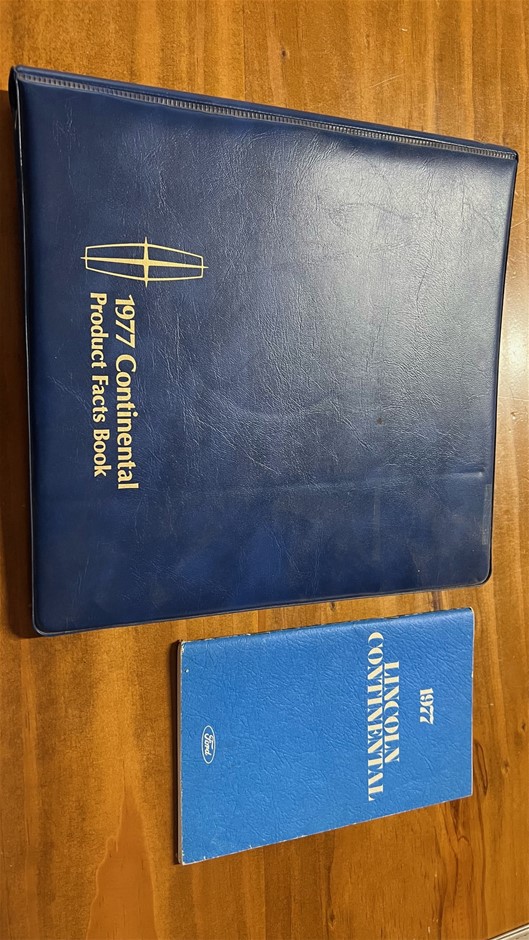 1977 Continental
Product Facts Book
1977
LINCOLN
CONTINENTAL
Ford